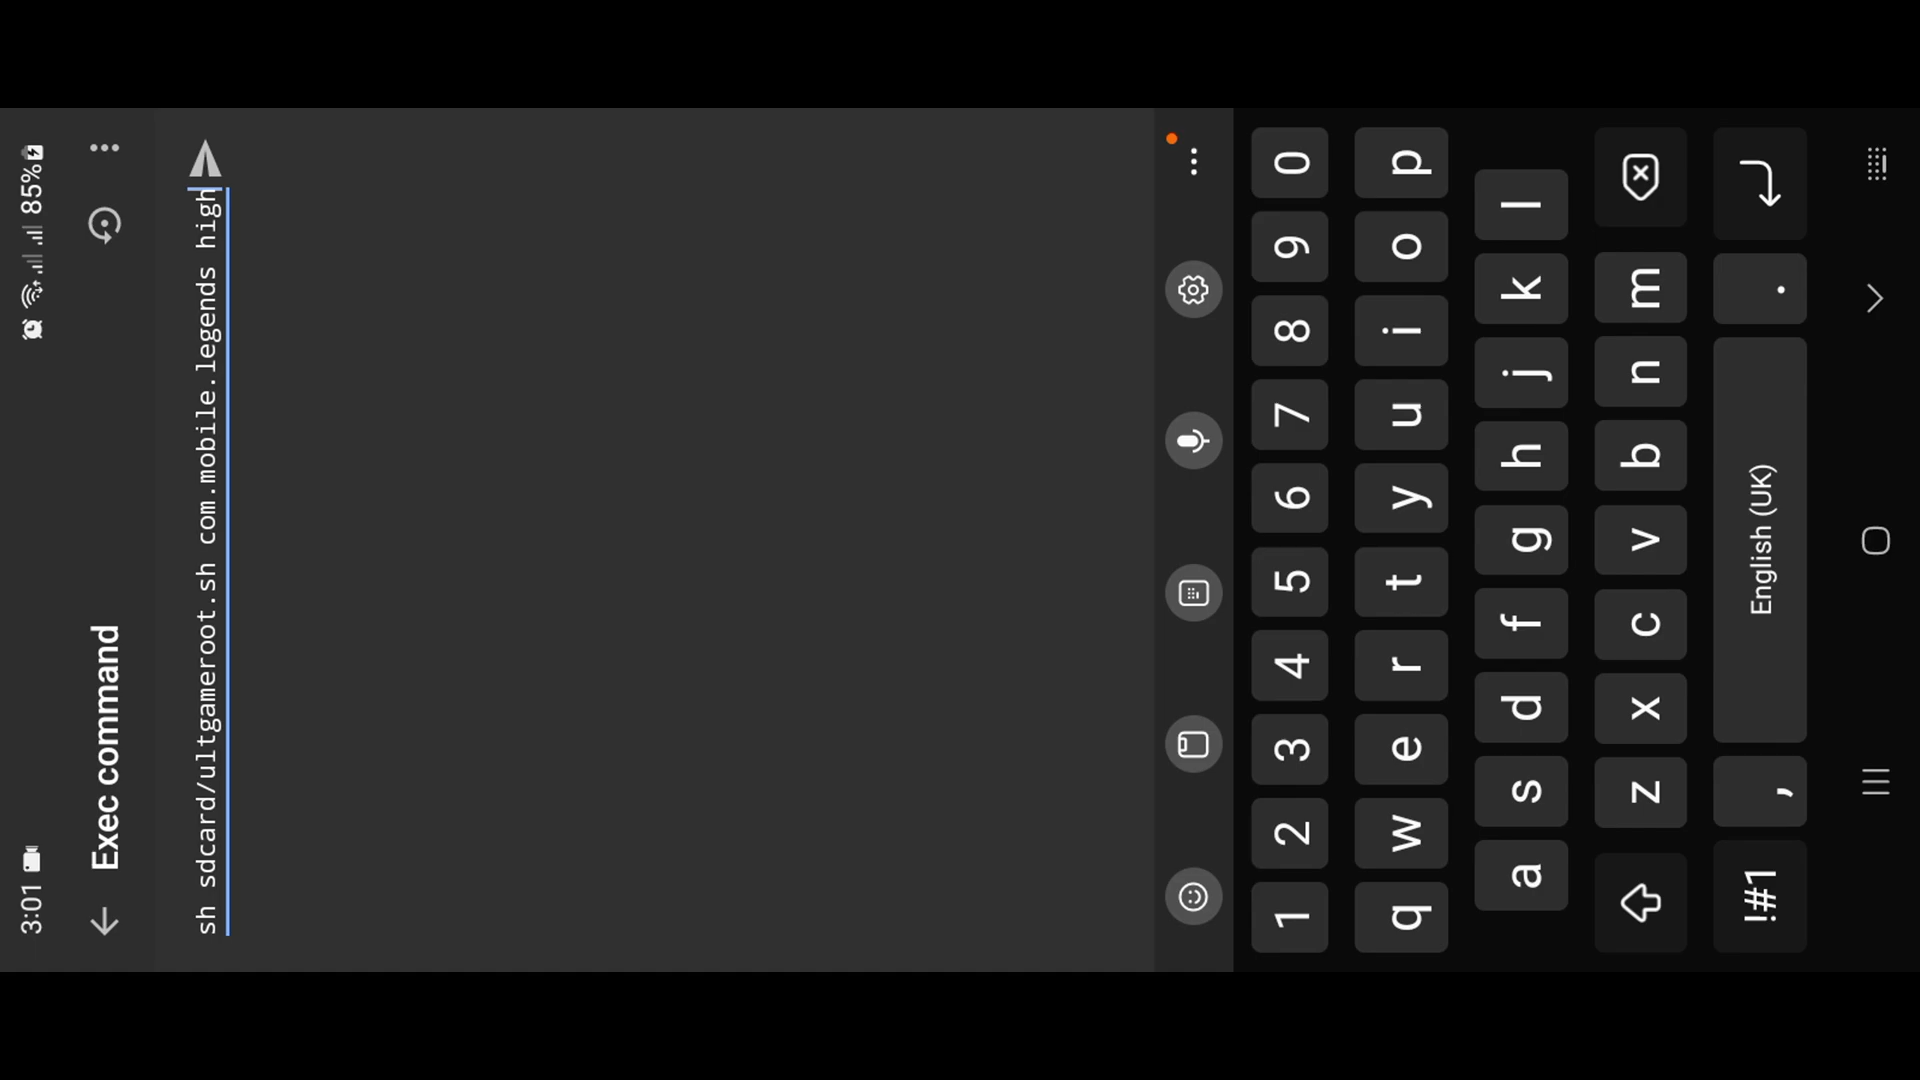 3:01
85%
Exec command
sh sdcard/ultgameroot.sh com.mobile.legends high
1 2 3 4 5 6 7 8 9 0
q w e r t y u i o p
a s d f g h j k l
z x c v b n m
!#1 , English (UK) .